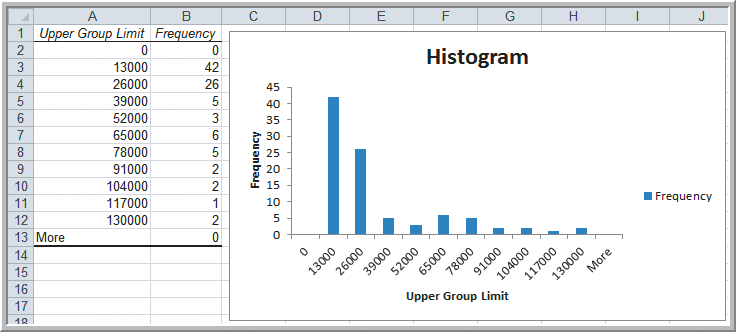 A B C D E F G H I J
1 Upper Group Limit Frequency
2 0 0
3 13000 42
4 26000 26
5 39000 5
6 52000 3
7 65000 6
8 78000 5
9 91000 2
10 104000 2
11 117000 1
12 130000 2
13 More 0
14
15
16
17
18
Histogram
Frequency
45
40
35
30
25
20
15
10
5
0
0 13000 26000 39000 52000 65000 78000 91000 104000 117000 130000 More
Upper Group Limit
Frequency